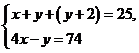 x + y + (y + 2) = 25,
4x - y = 74